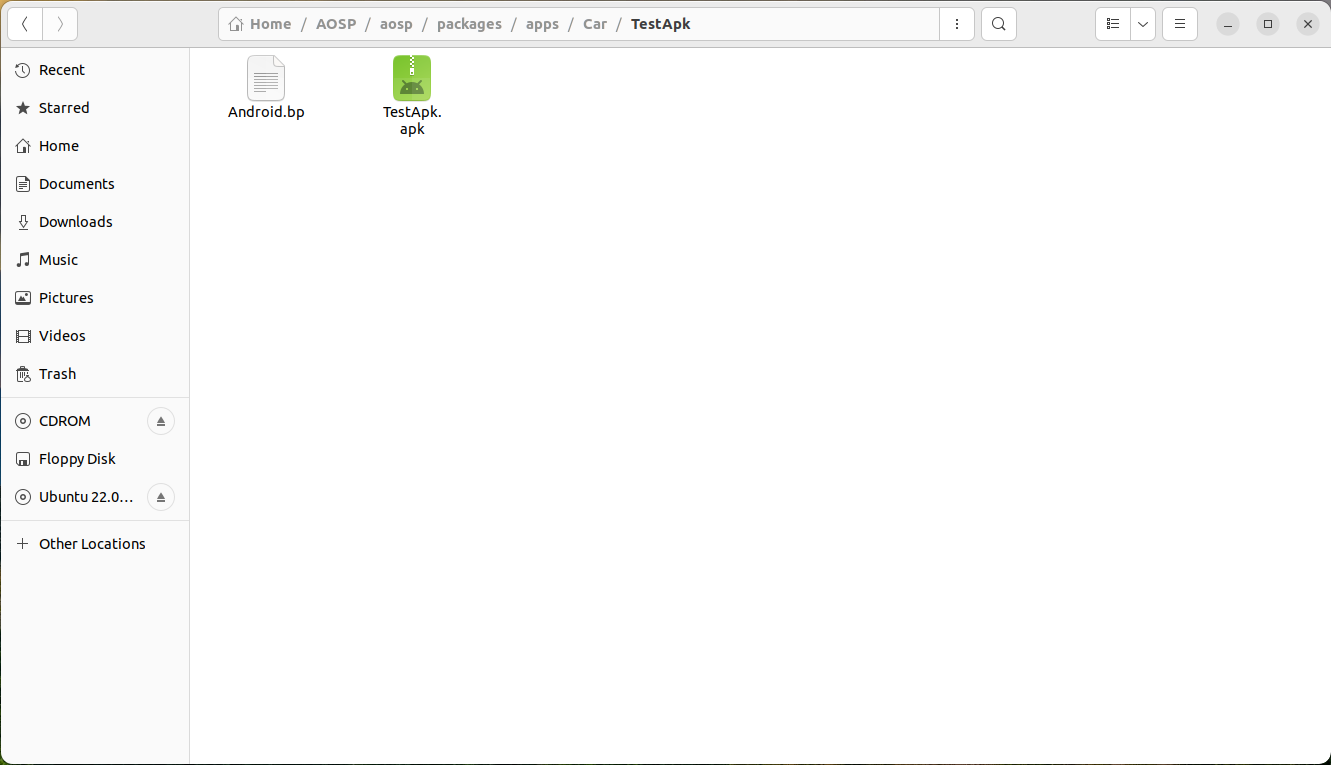 Home / AOSP / aosp / packages / apps / Car / TestApk
Recent
Starred
Home
Documents
Downloads
Music
Pictures
Videos
Trash
CDROM
Floppy Disk
Ubuntu 22.0…
Other Locations
Android.bp
TestApk.
apk